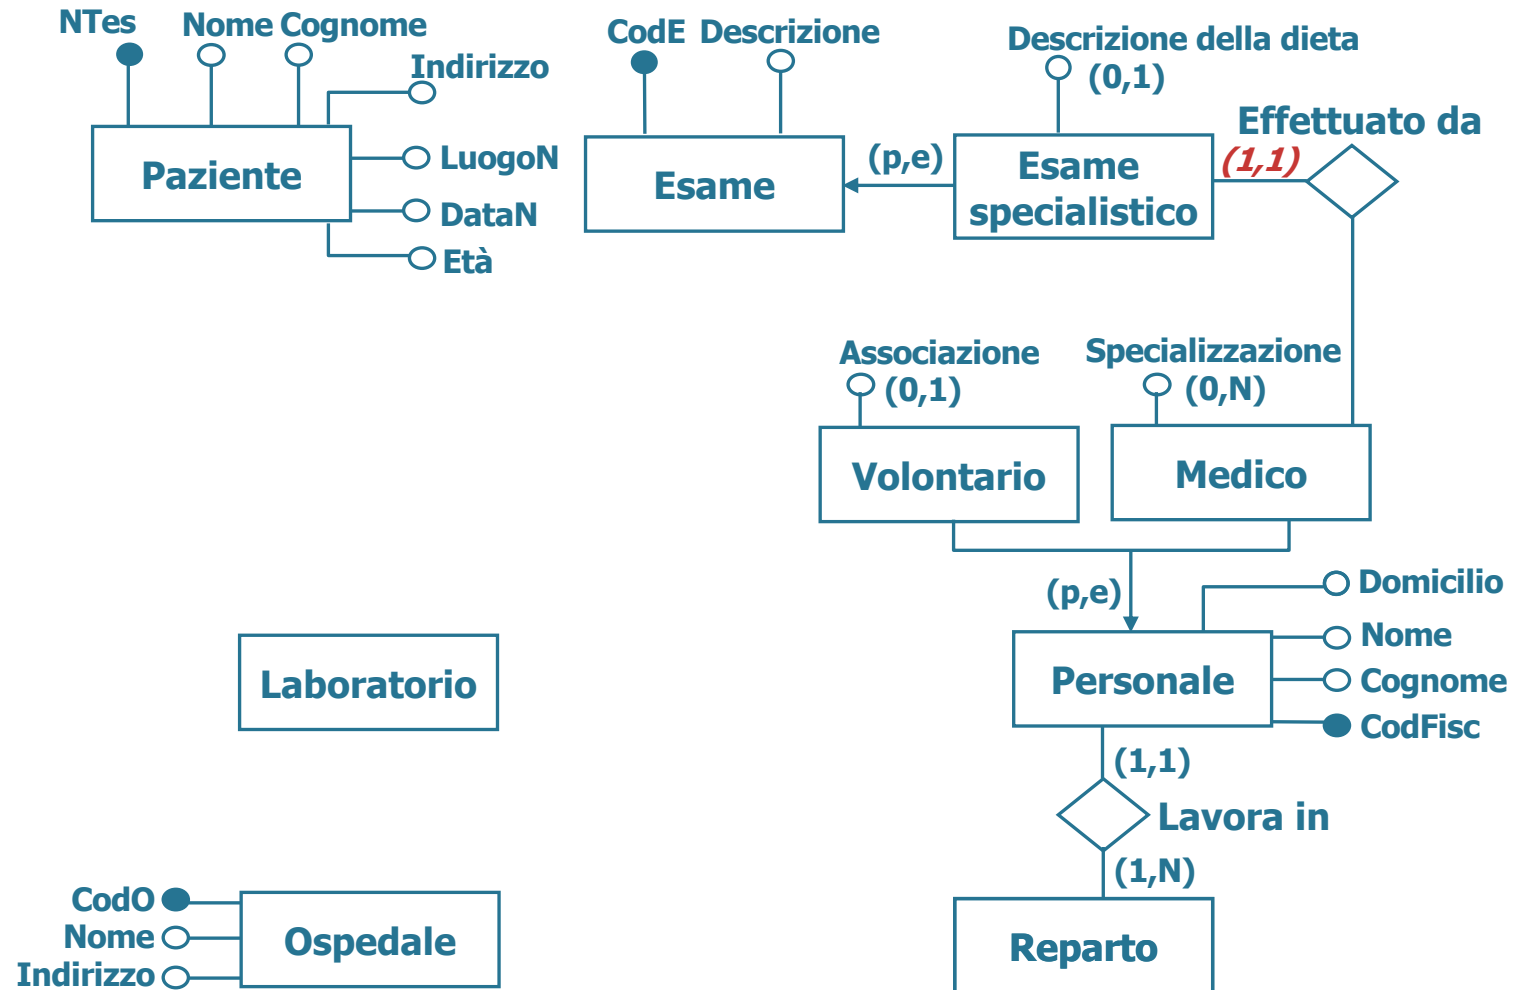 NTes
Nome Cognome
Indirizzo
Paziente
LuogoN
DataN
Età
CodE Descrizione
Esame
(p,e)
Descrizione della dieta
(0,1)
Esame
specialistico
Effettuato da
(1,1)
Associazione
(0,1)
Volontario
Specializzazione
(0,N)
Medico
(p,e)
Personale
Domicilio
Nome
Cognome
CodFisc
(1,1)
Lavora in
(1,N)
Reparto
Laboratorio
CodO
Nome
Indirizzo
Ospedale